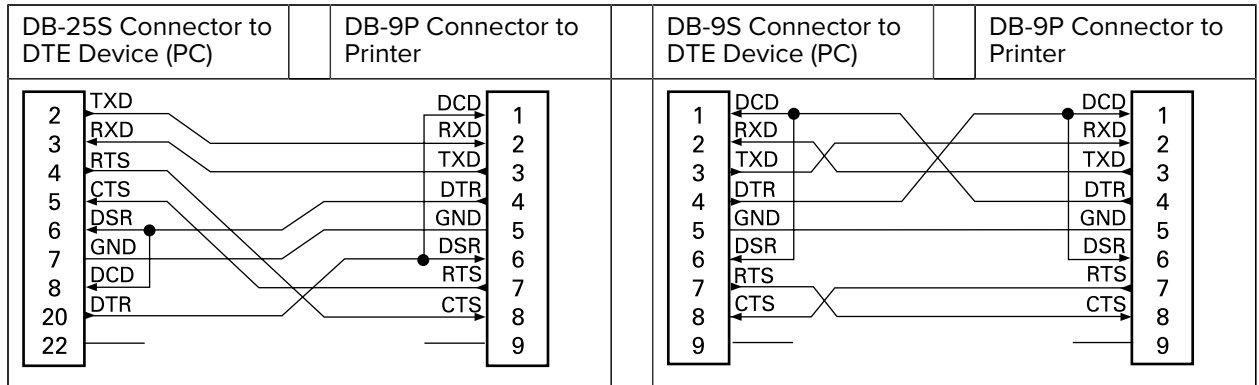 DB-25S Connector to
DTE Device (PC)
DB-9P Connector to
Printer
DB-9S Connector to
DTE Device (PC)
DB-9P Connector to
Printer
2 TXD DCD 1
3 RXD RXD 2
4 RTS TXD 3
5 CTS DTR 4
6 DSR GND 5
7 GND DSR 6
8 DCD RTS 7
20 DTR CTS 8
22 9
1 DCD DCD 1
2 RXD RXD 2
3 TXD TXD 3
4 DTR DTR 4
5 GND GND 5
6 DSR DSR 6
7 RTS RTS 7
8 CTS CTS 8
9 9